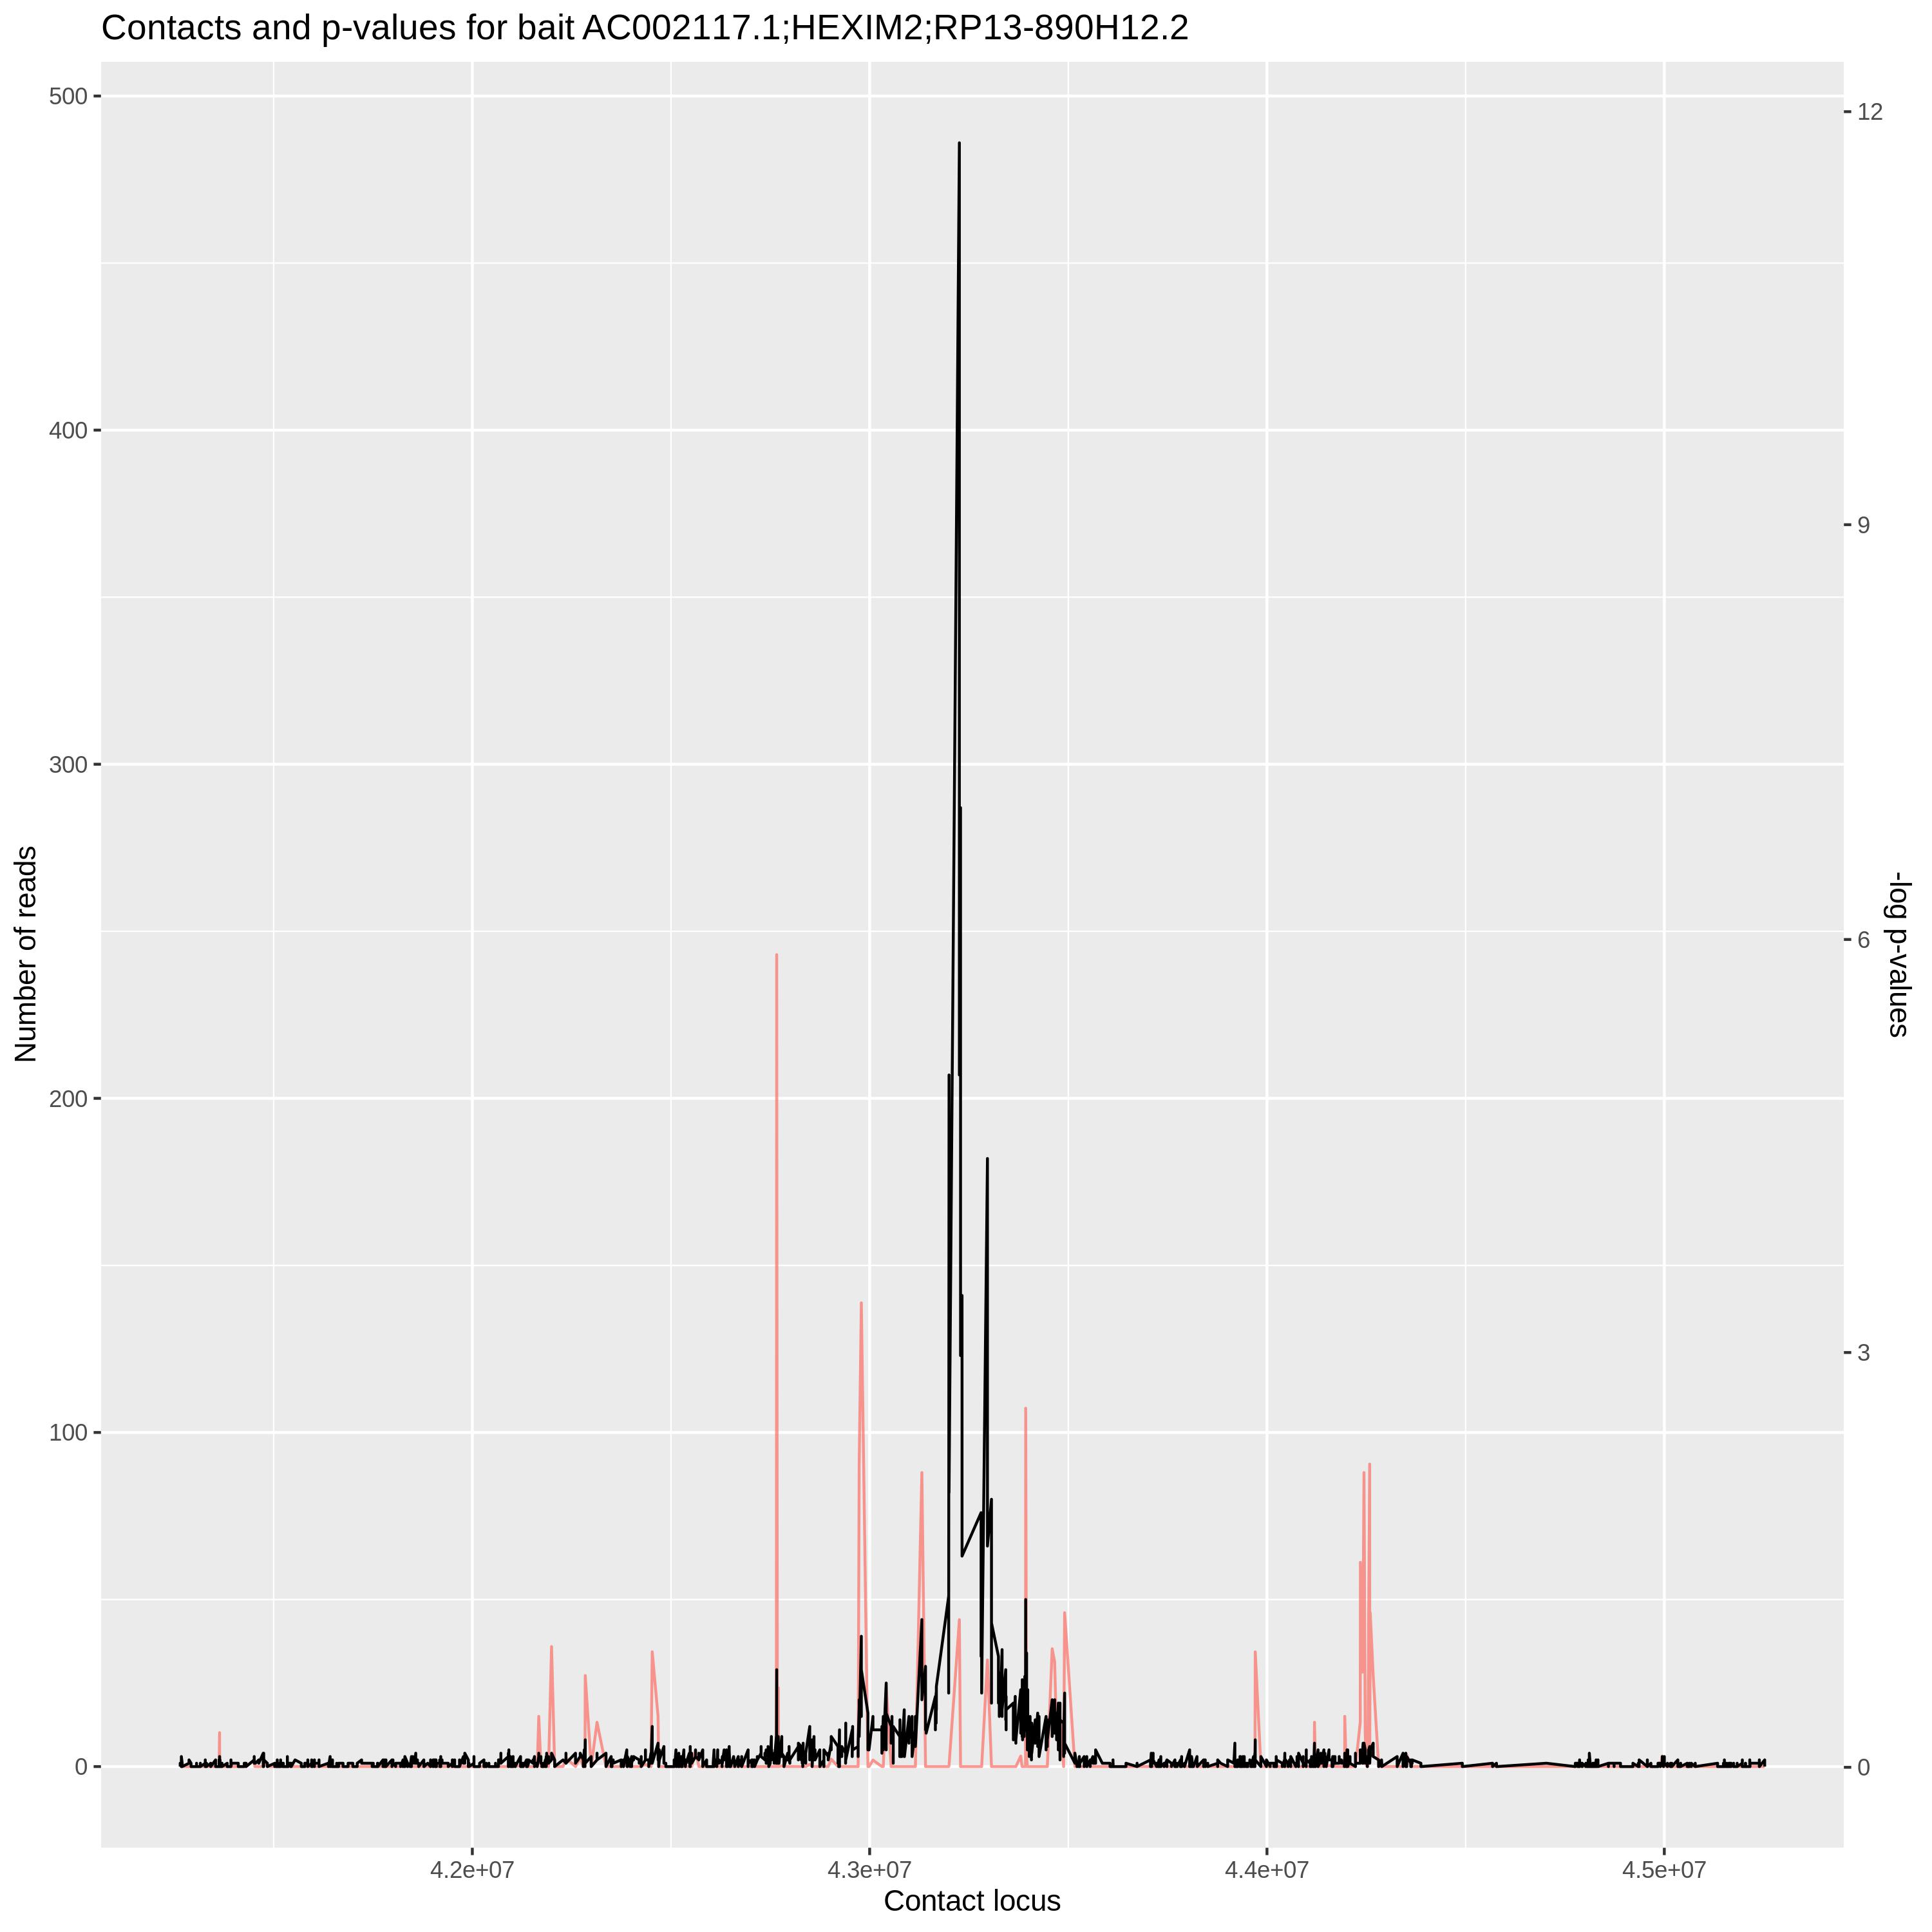 Contacts and p-values for bait AC002117.1;HEXIM2;RP13-890H12.2
500
400
300
200
100
0
Number of reads
12
9
6
3
0
-log p-values
4.2e+07
4.3e+07
4.4e+07
4.5e+07
Contact locus